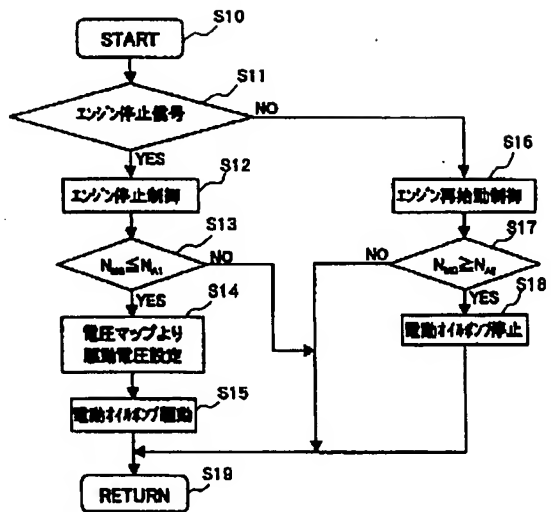 S10
START
S11
エンジン停止信号
NO
YES
S12
エンジン停止制御
S13
NO
YES
S14
電圧マップより
駆動電圧設定
S15
電動オイルポンプ駆動
S19
RETURN
S16
エンジン再始動制御
S17
NO
YES
S18
電動オイルポンプ停止